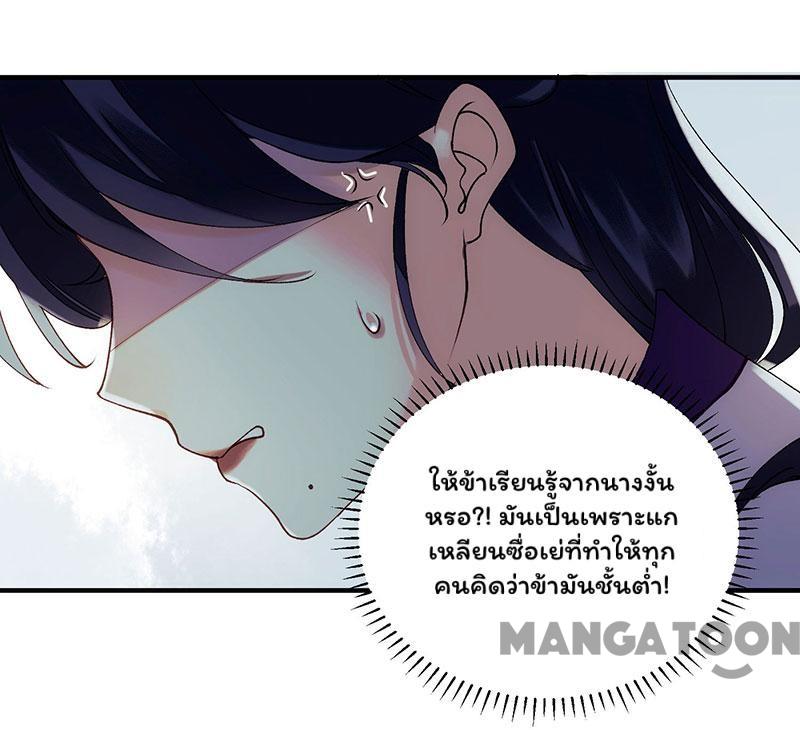 ให้ข้าเรียนรู้จากนางงั้น
หรอ?! มันเป็นเพราะแก
เหลียนซื่อเย่ที่ทำให้ทุก
คนคิดว่าข้ามันชั้นต่ำ!
MANGATOON